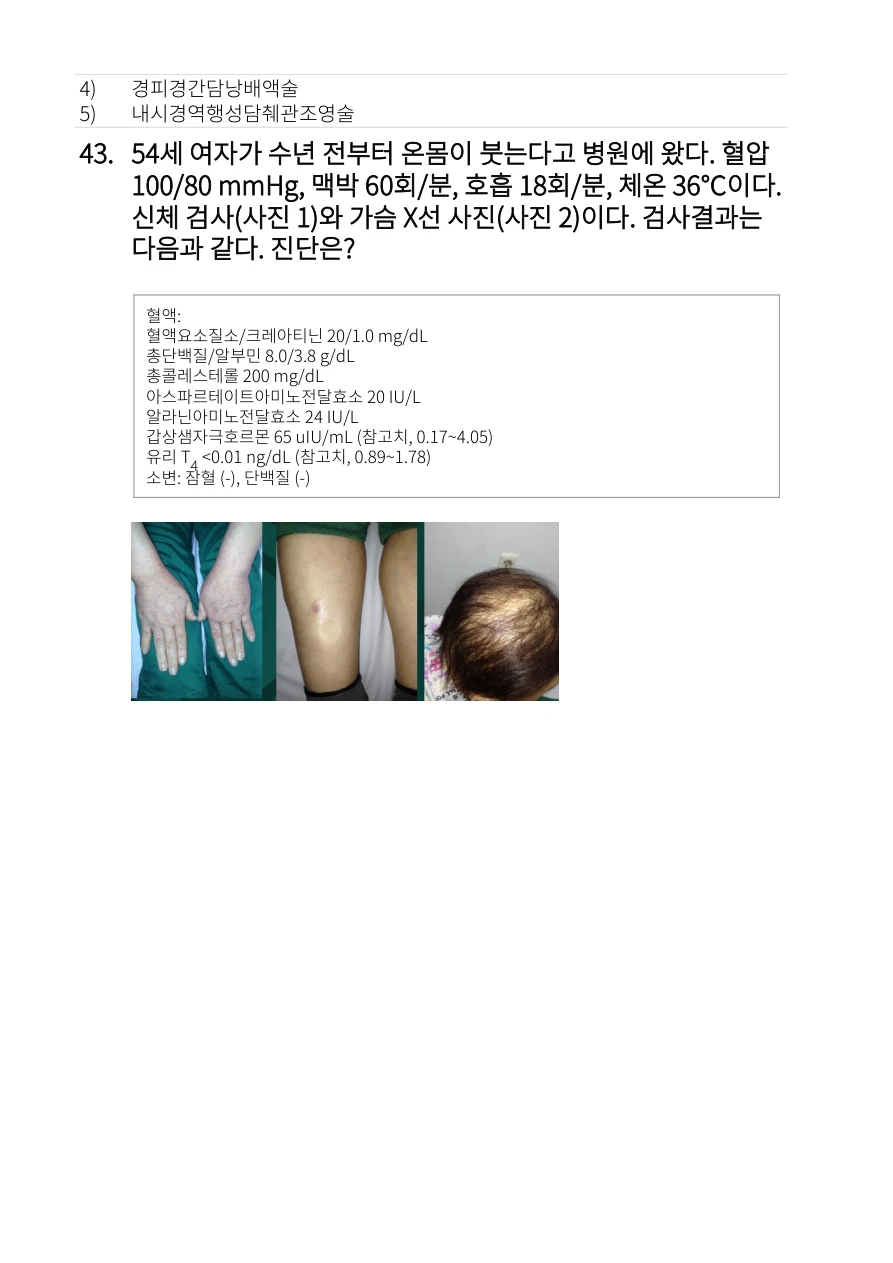 4) 경피경간담낭배액술
5) 내시경역행성담췌관조영술
43. 54세 여자가 수년 전부터 온몸이 붓는다고 병원에 왔다. 혈압
100/80 mmHg, 맥박 60회/분, 호흡 18회/분, 체온 36℃이다.
신체 검사(사진 1)와 가슴 X선 사진(사진 2)이다. 검사결과는
다음과 같다. 진단은?
혈액:
혈액요소질소/크레아티닌 20/1.0 mg/dL
총단백질/알부민 8.0/3.8 g/dL
총콜레스테롤 200 mg/dL
아스파르테이트아미노전달효소 20 IU/L
알라닌아미노전달효소 24 IU/L
갑상샘자극호르몬 65 uIU/mL (참고치, 0.17~4.05)
유리 T4 <0.01 ng/dL (참고치, 0.89~1.78)
소변: 잠혈 (-), 단백질 (-)